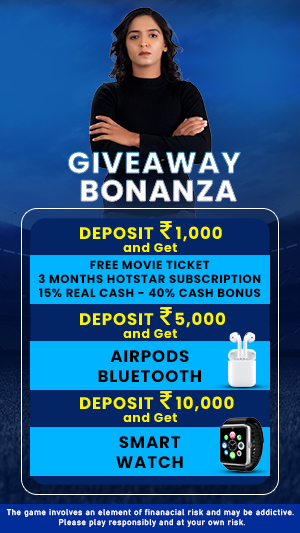 GIVEAWAY
BONANZA
DEPOSIT ₹1,000
and Get
FREE MOVIE TICKET
3 MONTHS HOTSTAR SUBSCRIPTION
15% REAL CASH - 40% CASH BONUS
DEPOSIT ₹5,000
and Get
AIRPODS
BLUETOOTH
DEPOSIT ₹10,000
and Get
SMART
WATCH
The game involves an element of finanacial risk and may be addictive.
Please play responsibly and at your own risk.